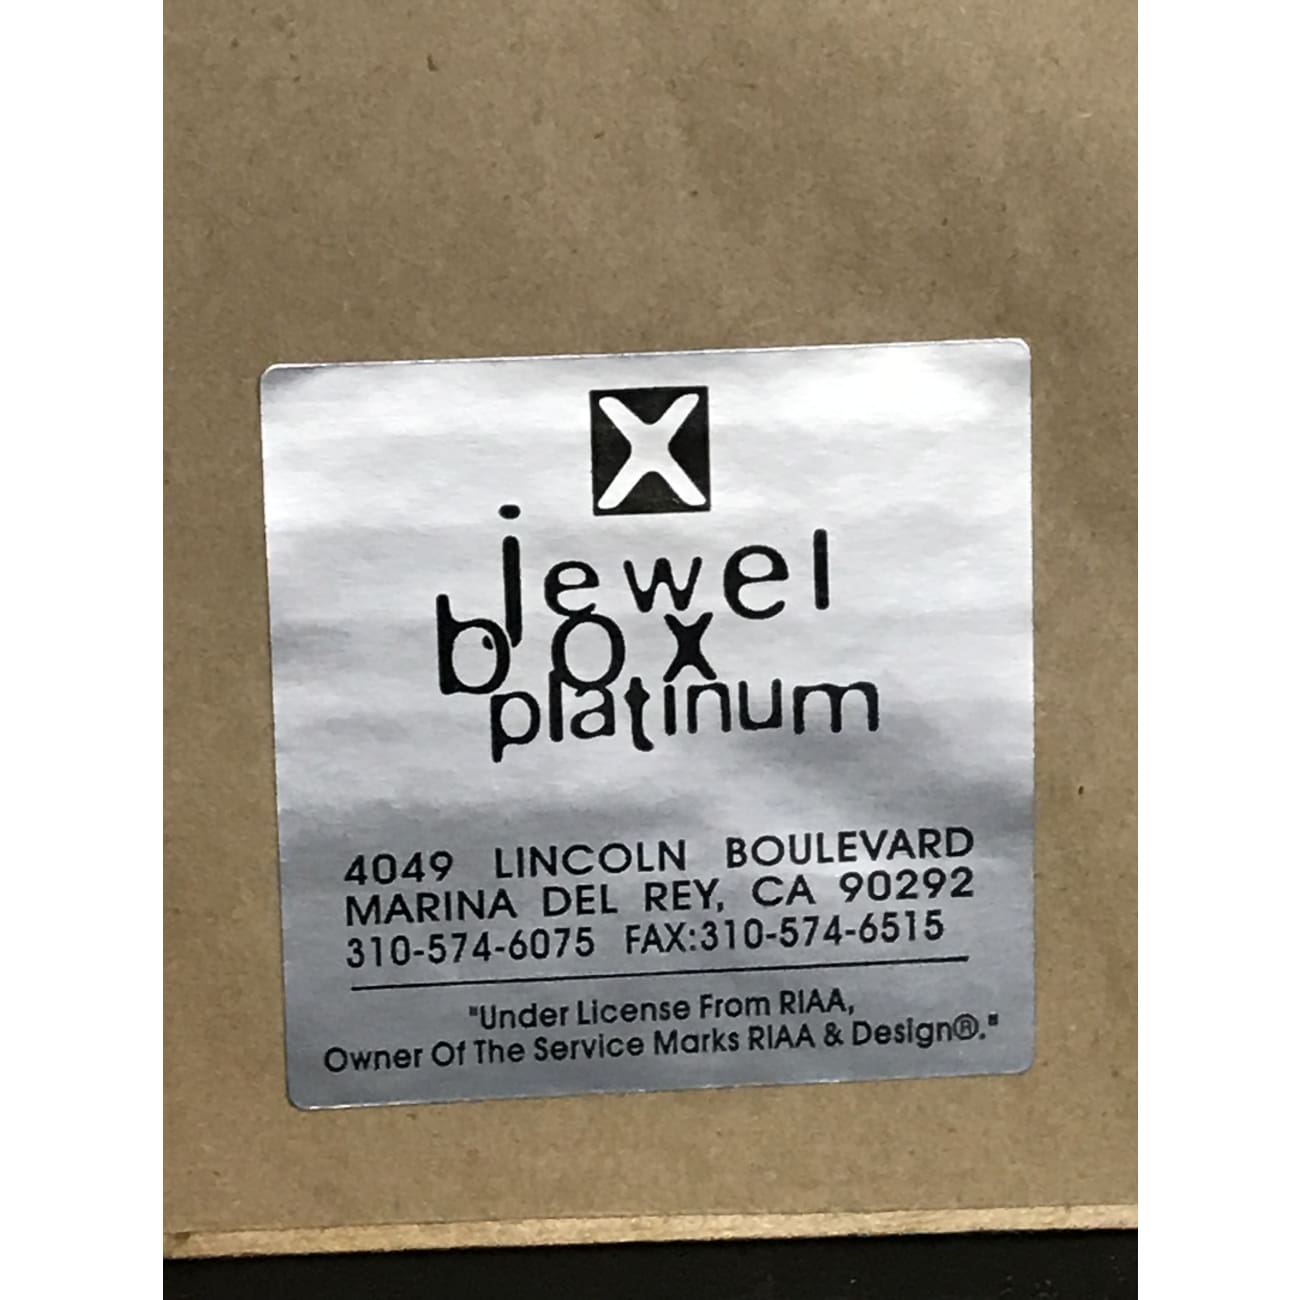 X
jewel
box
platinum
4049 LINCOLN BOULEVARD
MARINA DEL REY, CA 90292
310-574-6075 FAX:310-574-6515
"Under License From RIAA,
Owner Of The Service Marks RIAA & Design®."